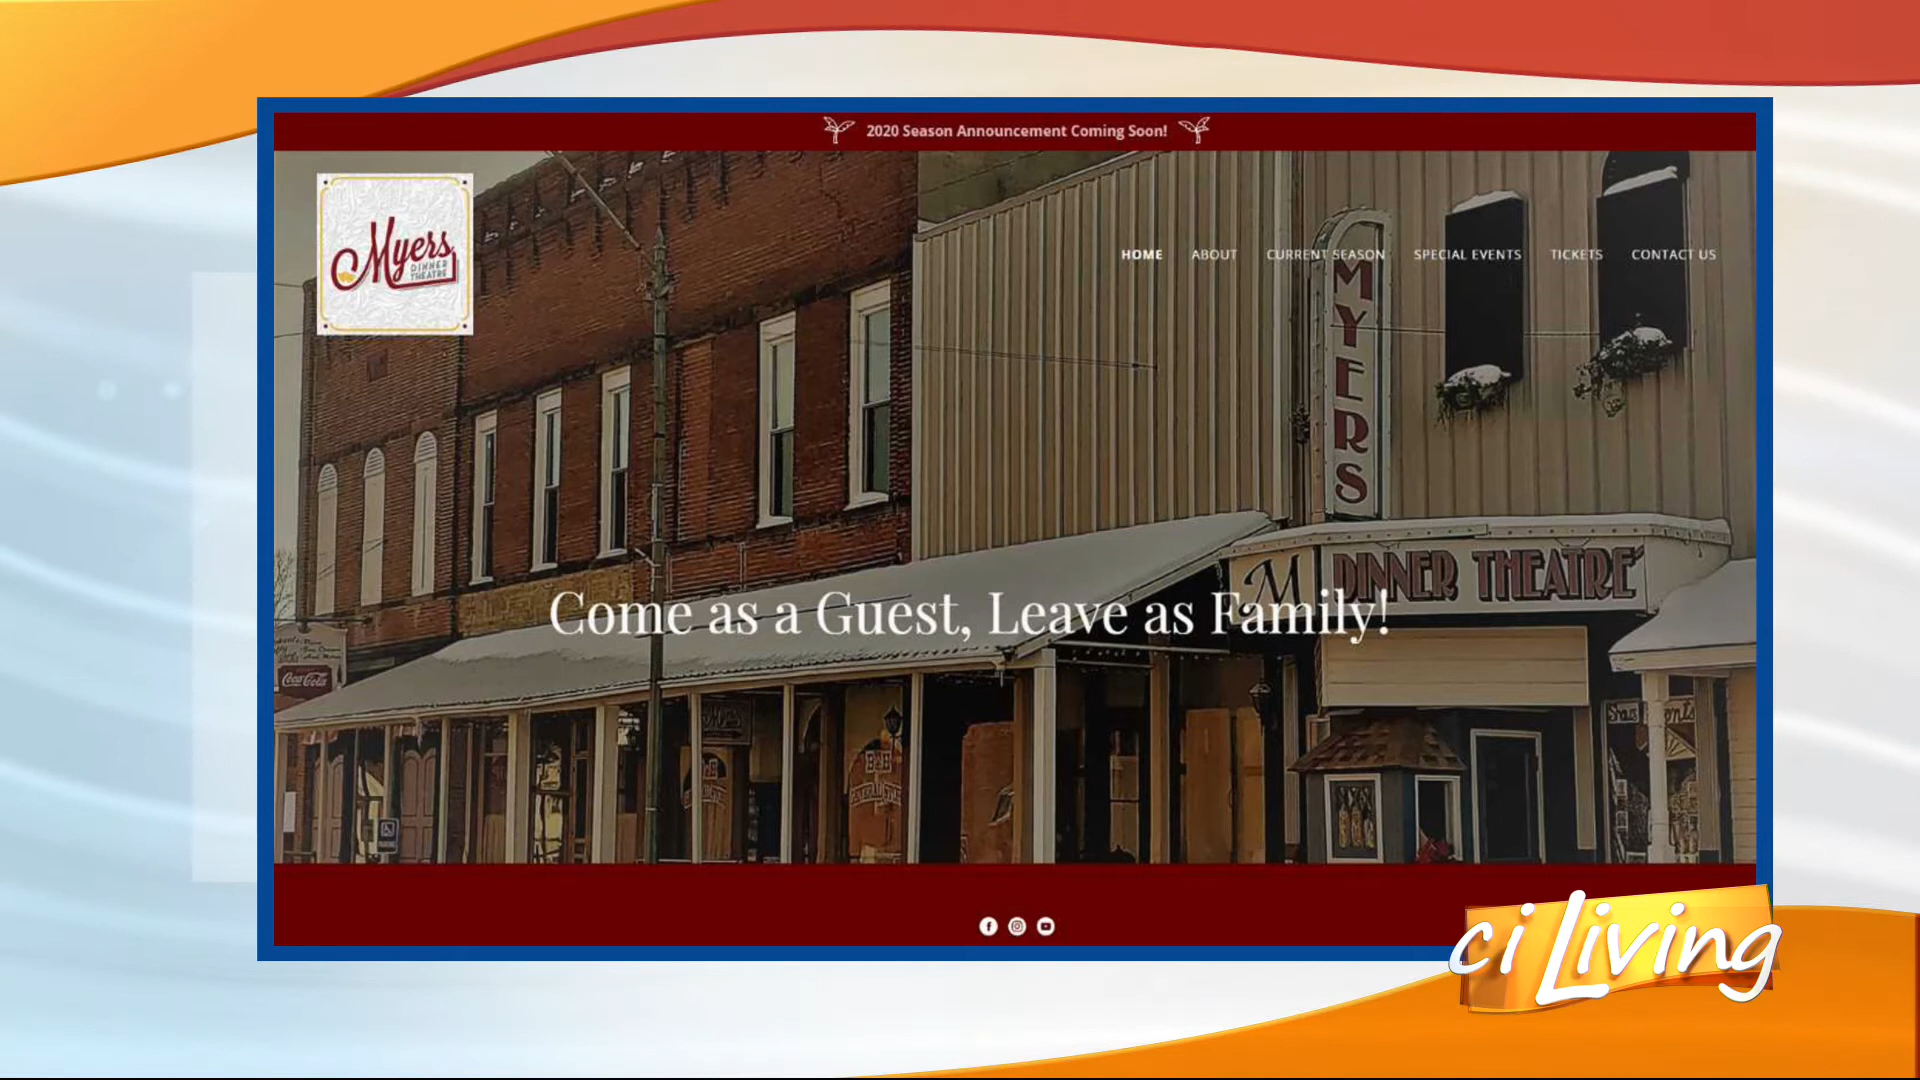 2020 Season Announcement Coming Soon!
Myers
DINNER
THEATRE
HOME ABOUT CURRENT SEASON SPECIAL EVENTS TICKETS CONTACT US
MYERS
M DINNER THEATRE
Come as a Guest, Leave as Family!
Coca-Cola
B&B
ci Living